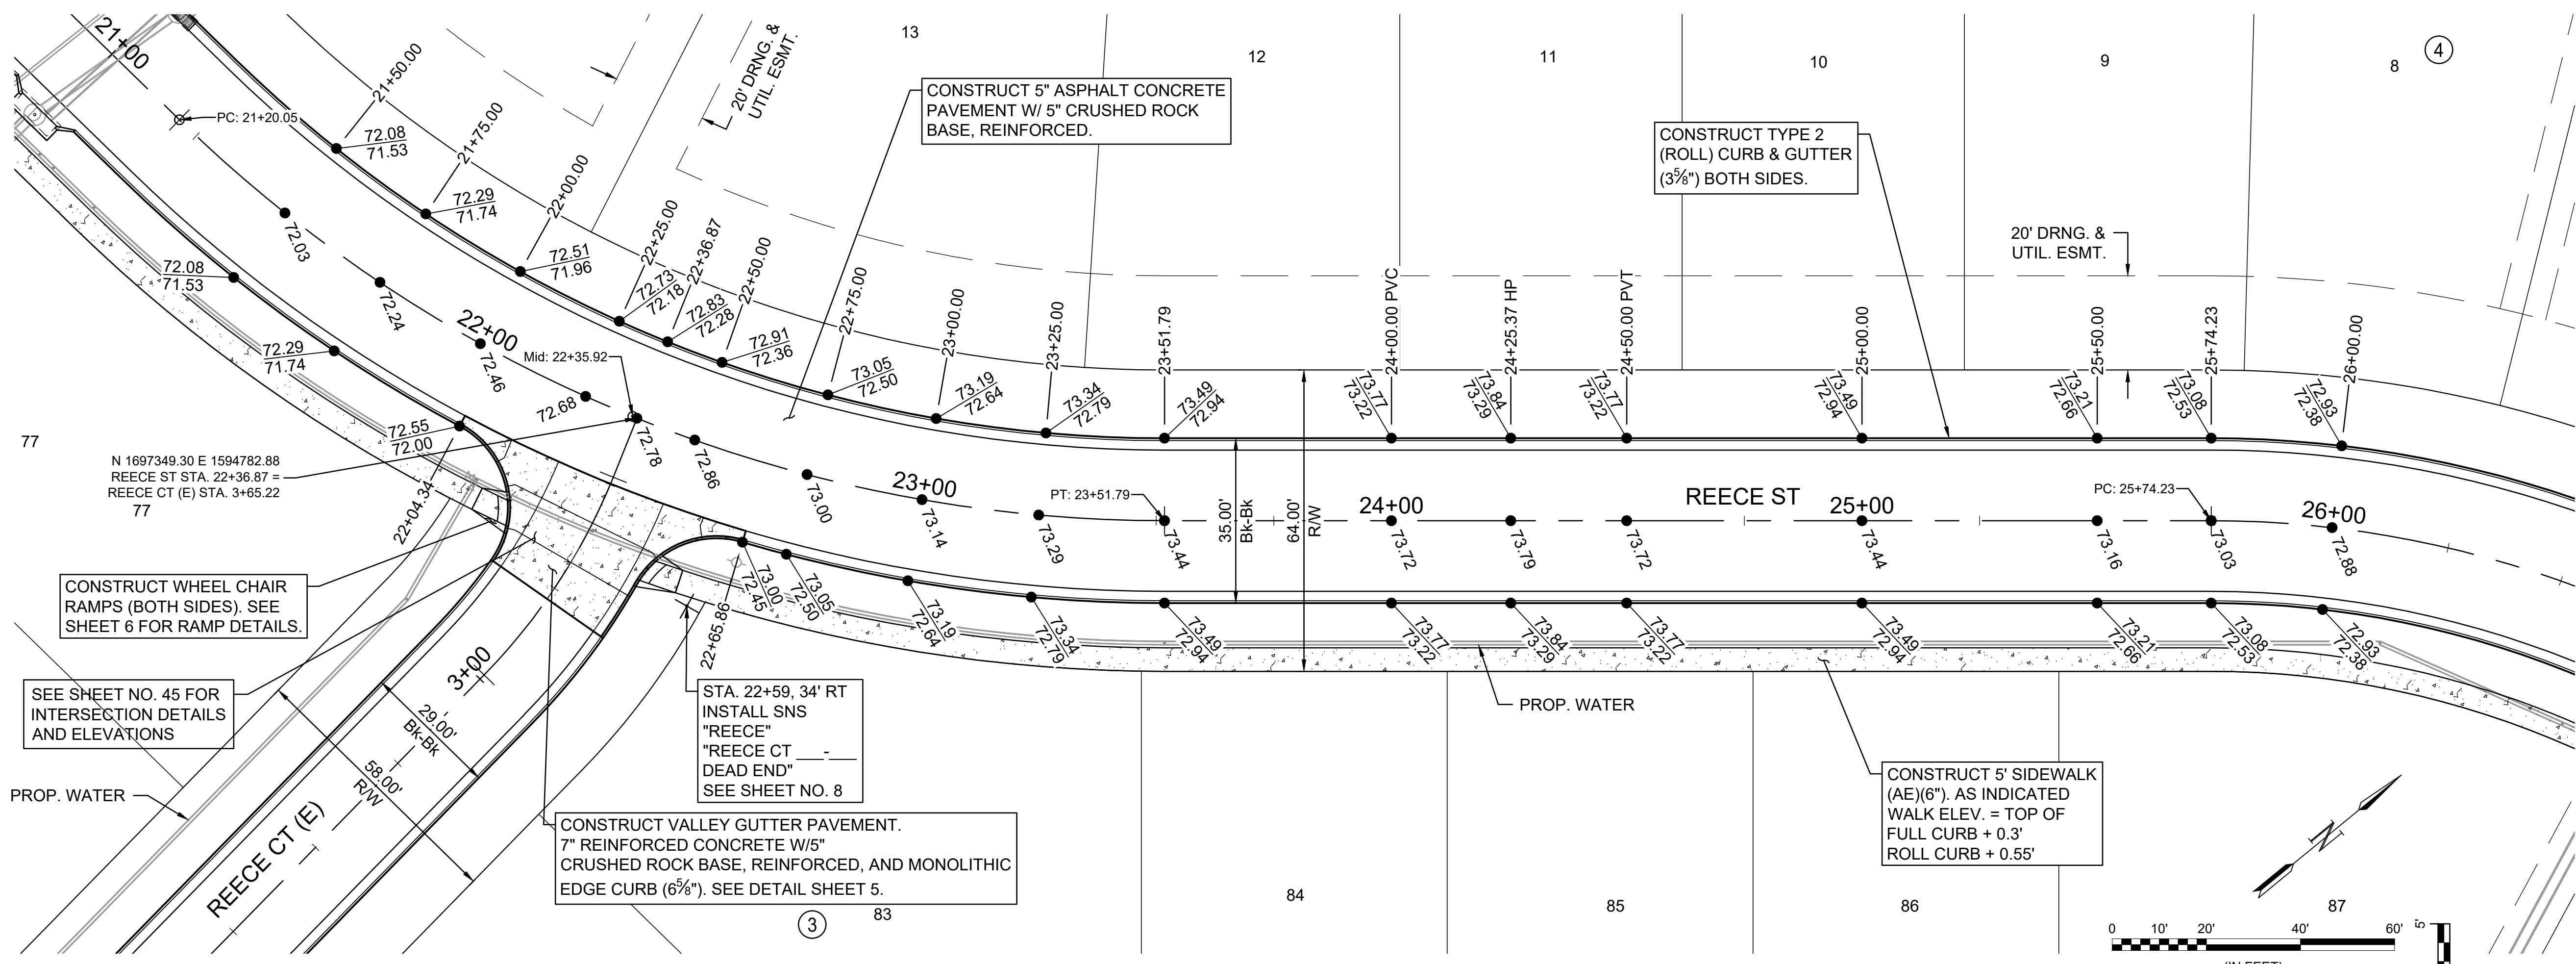 21+00
PC: 21+20.05
21+50.00
72.08
71.53
21+75.00
72.29
71.74
22+00.00
72.51
71.96
22+25.00
72.73
72.18
22+36.87
72.83
72.28
22+50.00
72.91
72.36
22+75.00
73.05
72.50
23+00.00
73.19
72.64
23+25.00
73.34
72.79
23+51.79
73.49
72.94
24+00.00 PVC
73.77
73.22
24+25.37 HP
73.84
73.29
24+50.00 PVT
73.77
73.22
25+00.00
73.49
72.94
25+50.00
73.21
72.66
25+74.23
73.08
72.53
26+00.00
72.93
72.38
20' DRNG. &
UTIL. ESMT.
13
12
11
10
9
8
4
CONSTRUCT 5" ASPHALT CONCRETE
PAVEMENT W/ 5" CRUSHED ROCK
BASE, REINFORCED.
CONSTRUCT TYPE 2
(ROLL) CURB & GUTTER
(3⅝") BOTH SIDES.
20' DRNG. &
UTIL. ESMT.
72.03
72.24
22+00
72.46
72.68
Mid: 22+35.92
72.78
72.86
73.00
23+00
73.14
73.29
PT: 23+51.79
73.44
35.00'
Bk-Bk
64.00'
R/W
24+00
73.72
73.79
73.72
REECE ST
25+00
73.44
73.16
PC: 25+74.23
73.03
26+00
72.88
72.08
71.53
72.29
71.74
72.55
72.00
22+04.34
77
N 1697349.30 E 1594782.88
REECE ST STA. 22+36.87 =
REECE CT (E) STA. 3+65.22
77
73.00
72.45
22+65.86
73.05
72.50
73.19
72.64
73.34
72.79
73.49
72.94
73.77
73.22
73.84
73.29
73.77
73.22
73.49
72.94
73.21
72.66
73.08
72.53
72.93
72.38
CONSTRUCT WHEEL CHAIR
RAMPS (BOTH SIDES). SEE
SHEET 6 FOR RAMP DETAILS.
SEE SHEET NO. 45 FOR
INTERSECTION DETAILS
AND ELEVATIONS
3+00
29.00'
Bk-Bk
58.00'
R/W
PROP. WATER
REECE CT (E)
STA. 22+59, 34' RT
INSTALL SNS
"REECE"
"REECE CT ___-___
DEAD END"
SEE SHEET NO. 8
CONSTRUCT VALLEY GUTTER PAVEMENT.
7" REINFORCED CONCRETE W/5"
CRUSHED ROCK BASE, REINFORCED, AND MONOLITHIC
EDGE CURB (6⅝"). SEE DETAIL SHEET 5.
3
83
PROP. WATER
CONSTRUCT 5' SIDEWALK
(AE)(6"). AS INDICATED
WALK ELEV. = TOP OF
FULL CURB + 0.3'
ROLL CURB + 0.55'
84
85
86
87
N
0 10' 20' 40' 60'
5'